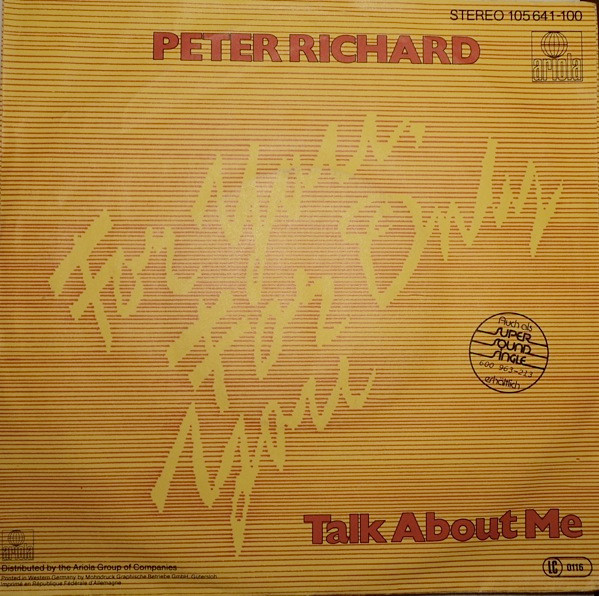 STEREO 105 641-100
PETER RICHARD
ariola
For You Only
For
You
Auch als
SUPER
SOUND
SINGLE
600 963-213
erhältlich
Talk About Me
ariola
Distributed by the Ariola Group of Companies
Printed in Western Germany by Mohndruck Graphische Betriebe GmbH, Gütersloh
Imprimé en République Fédérale d'Allemagne
LC 0116